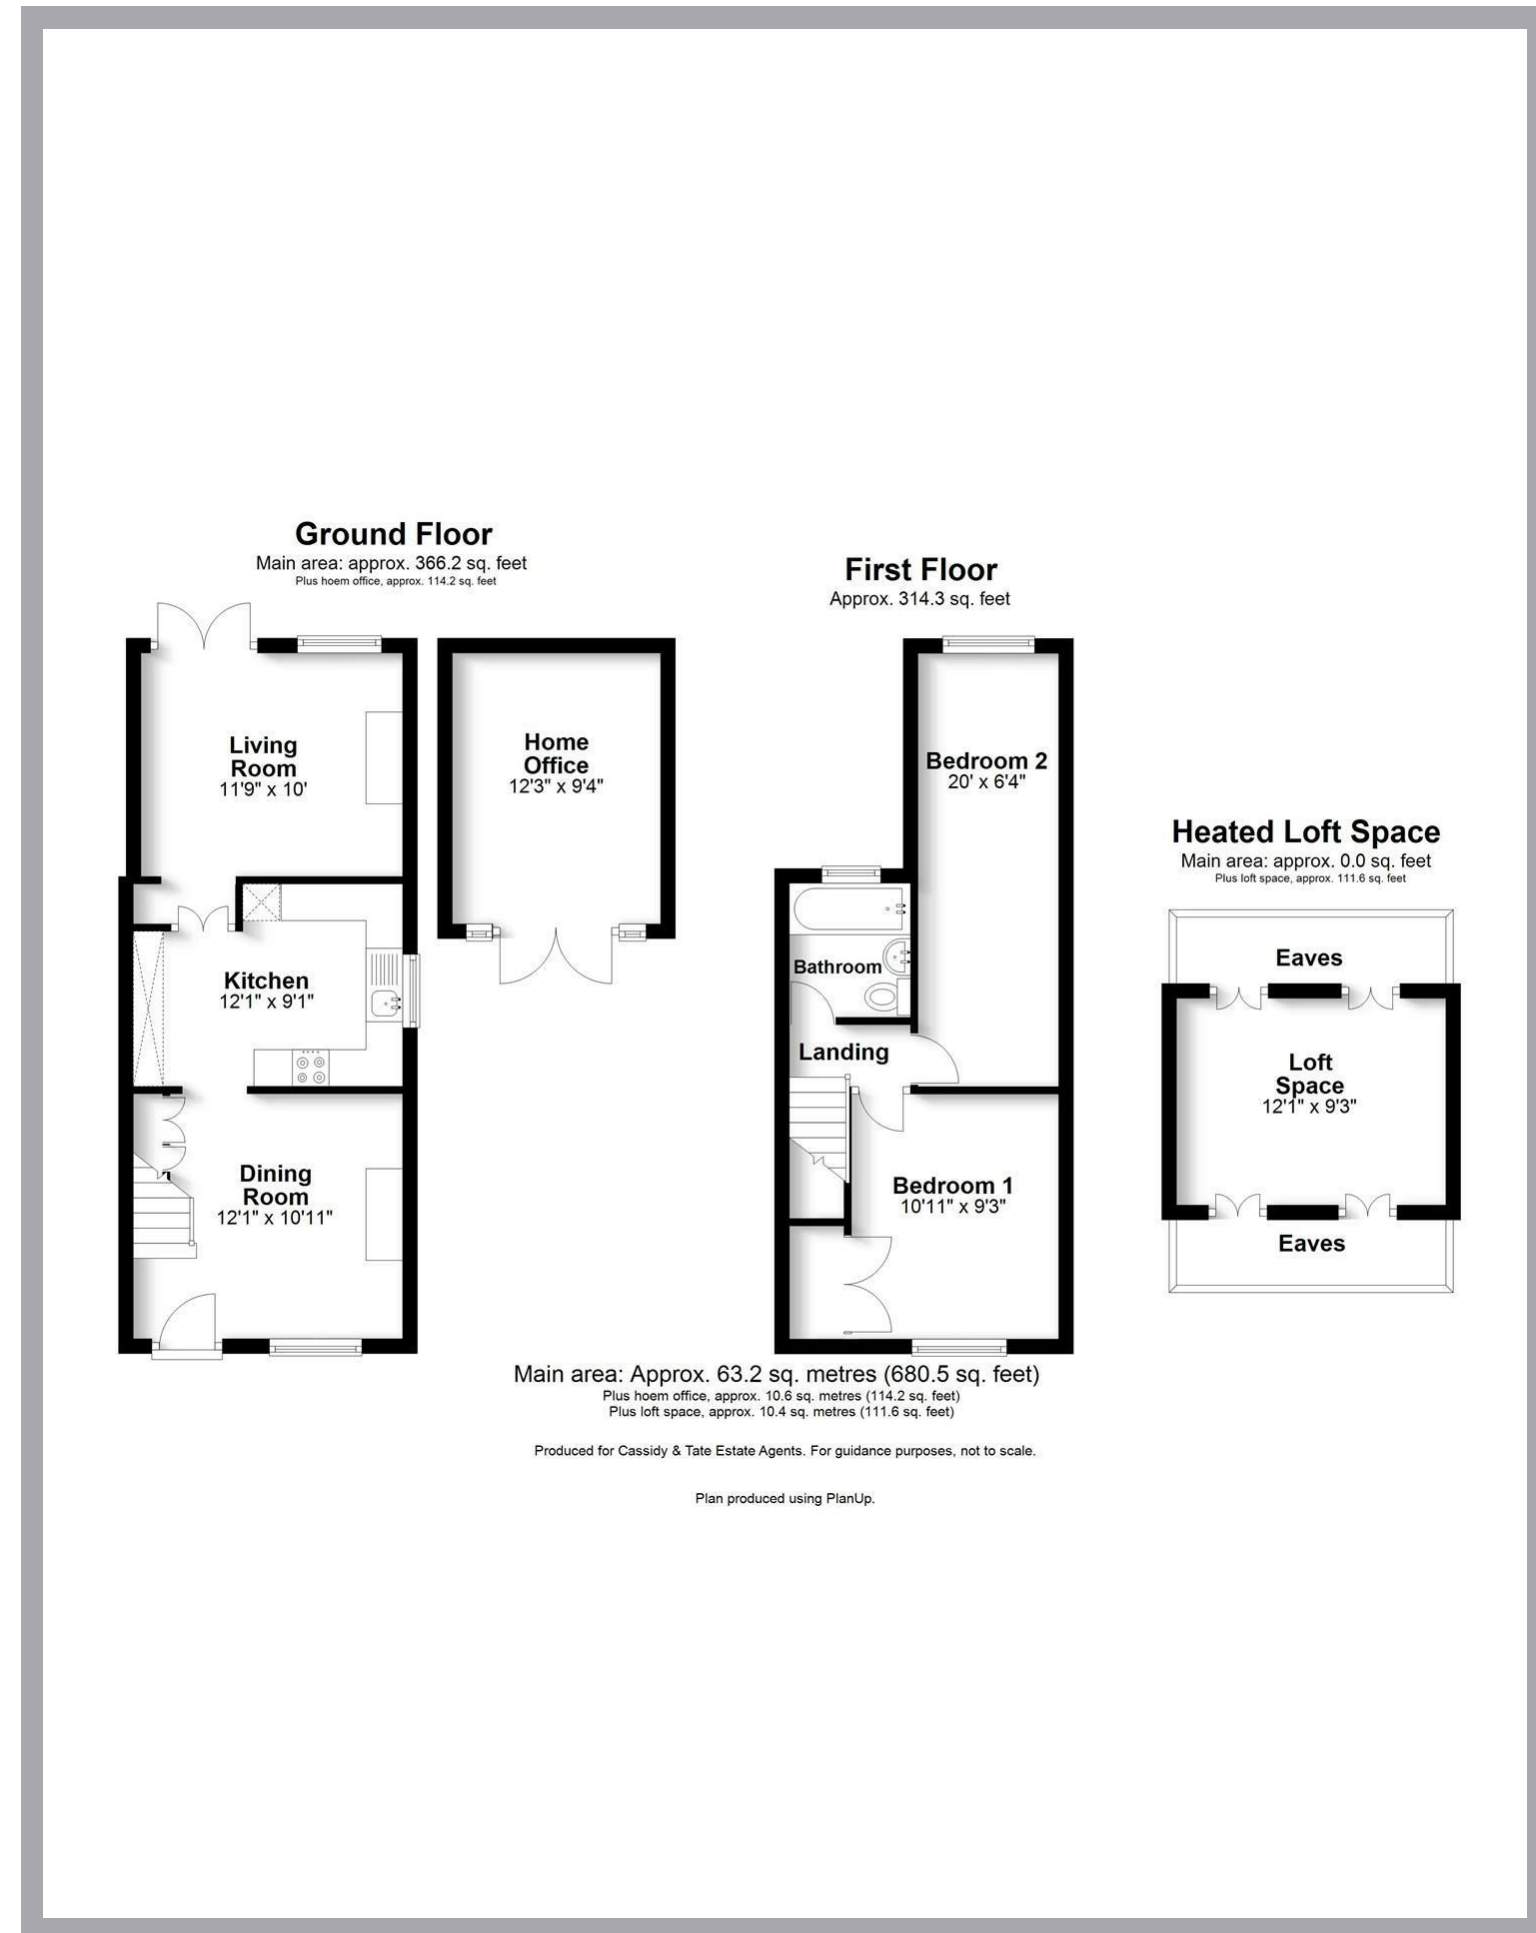 Ground Floor
Main area: approx. 366.2 sq. feet
Plus hoem office, approx. 114.2 sq. feet
Living
Room
11'9" x 10'
Kitchen
12'1" x 9'1"
Dining
Room
12'1" x 10'11"
Home
Office
12'3" x 9'4"
First Floor
Approx. 314.3 sq. feet
Bedroom 2
20' x 6'4"
Bathroom
Landing
Bedroom 1
10'11" x 9'3"
Heated Loft Space
Main area: approx. 0.0 sq. feet
Plus loft space, approx. 111.6 sq. feet
Eaves
Loft
Space
12'1" x 9'3"
Eaves
Main area: Approx. 63.2 sq. metres (680.5 sq. feet)
Plus hoem office, approx. 10.6 sq. metres (114.2 sq. feet)
Plus loft space, approx. 10.4 sq. metres (111.6 sq. feet)
Produced for Cassidy & Tate Estate Agents. For guidance purposes, not to scale.
Plan produced using PlanUp.